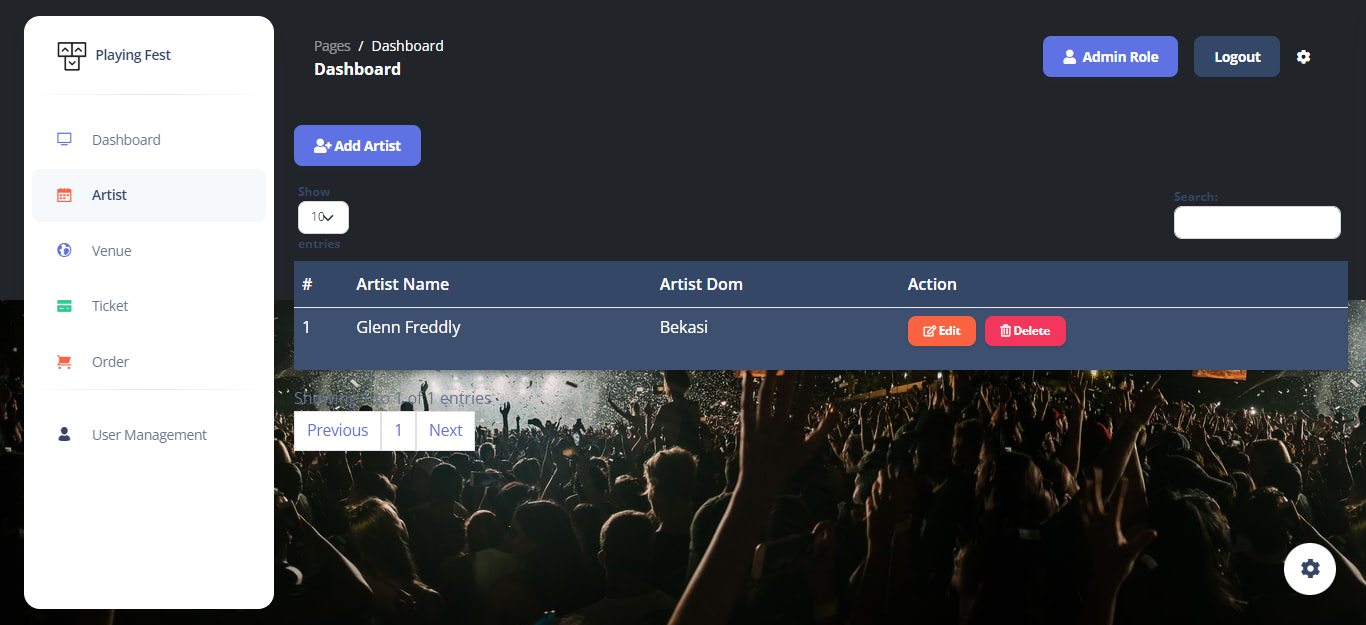 Playing Fest
Dashboard
Artist
Venue
Ticket
Order
User Management
Pages / Dashboard
Dashboard
Admin Role
Logout
Add Artist
Show
10
entries
Search:
# Artist Name Artist Dom Action
1 Glenn Freddly Bekasi Edit Delete
Showing 1 to 1 of 1 entries
Previous 1 Next